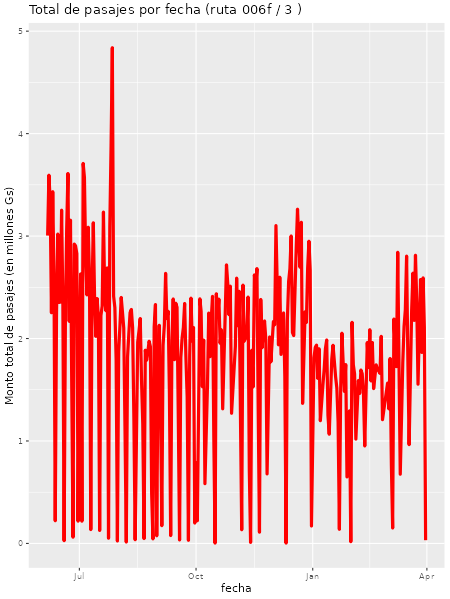 Total de pasajes por fecha (ruta 006f / 3 )
Monto total de pasajes (en millones Gs)
5
4
3
2
1
0
Jul Oct Jan Apr
fecha